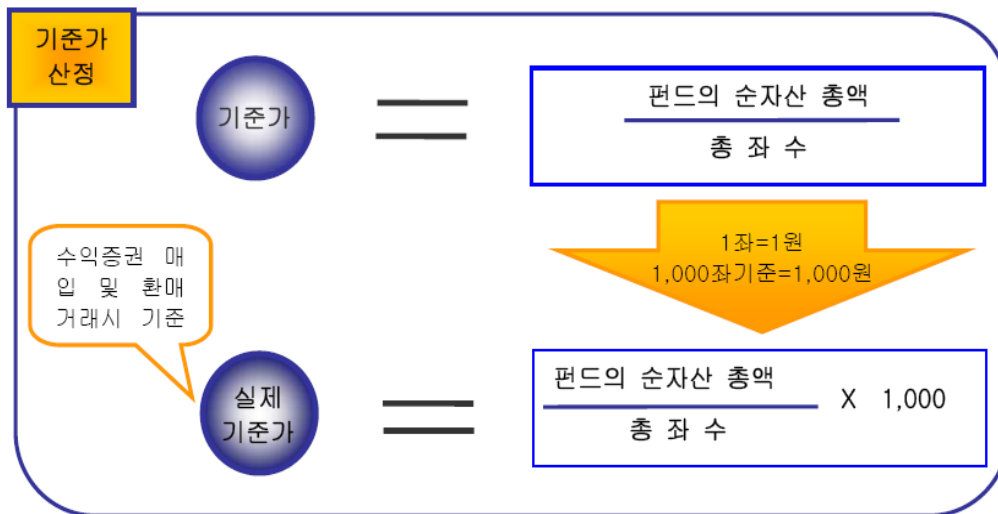 기준가
산정
기준가
펀드의 순자산 총액
총 좌 수
1좌=1원
1,000좌기준=1,000원
수익증권 매
입 및 환매
거래시 기준
실제
기준가
펀드의 순자산 총액
총 좌 수
X 1,000